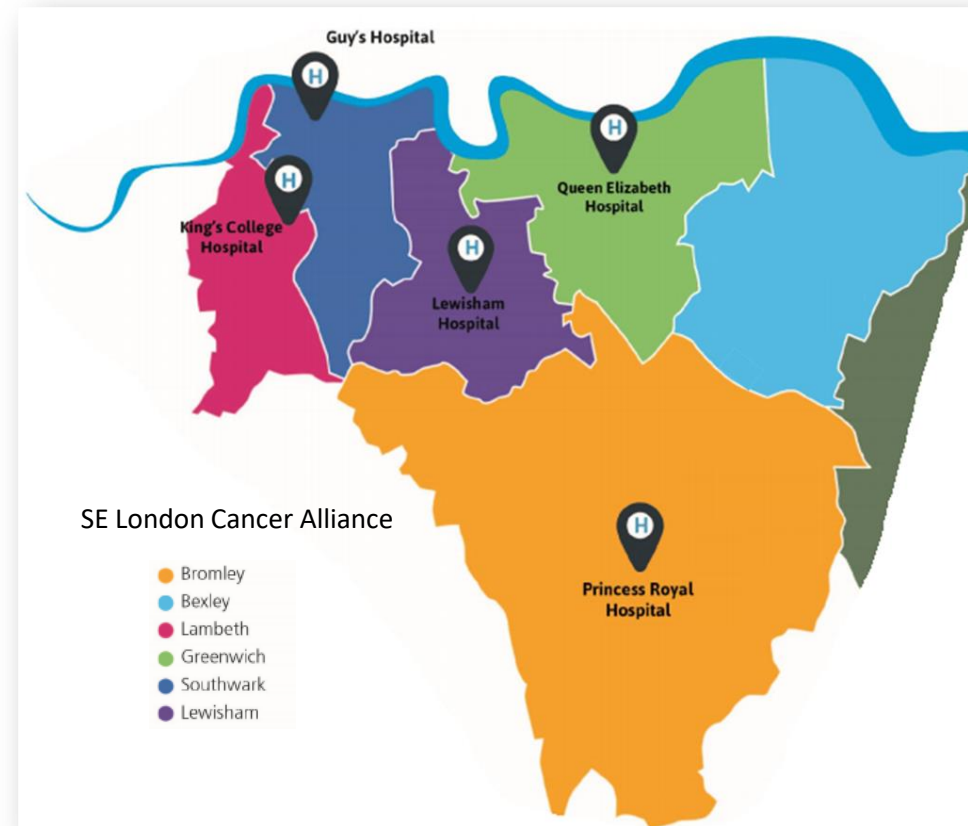 Guy's Hospital
H
H
King's College
Hospital
H
Queen Elizabeth
Hospital
H
Lewisham
Hospital
SE London Cancer Alliance
Bromley
Bexley
Lambeth
Greenwich
Southwark
Lewisham
H
Princess Royal
Hospital